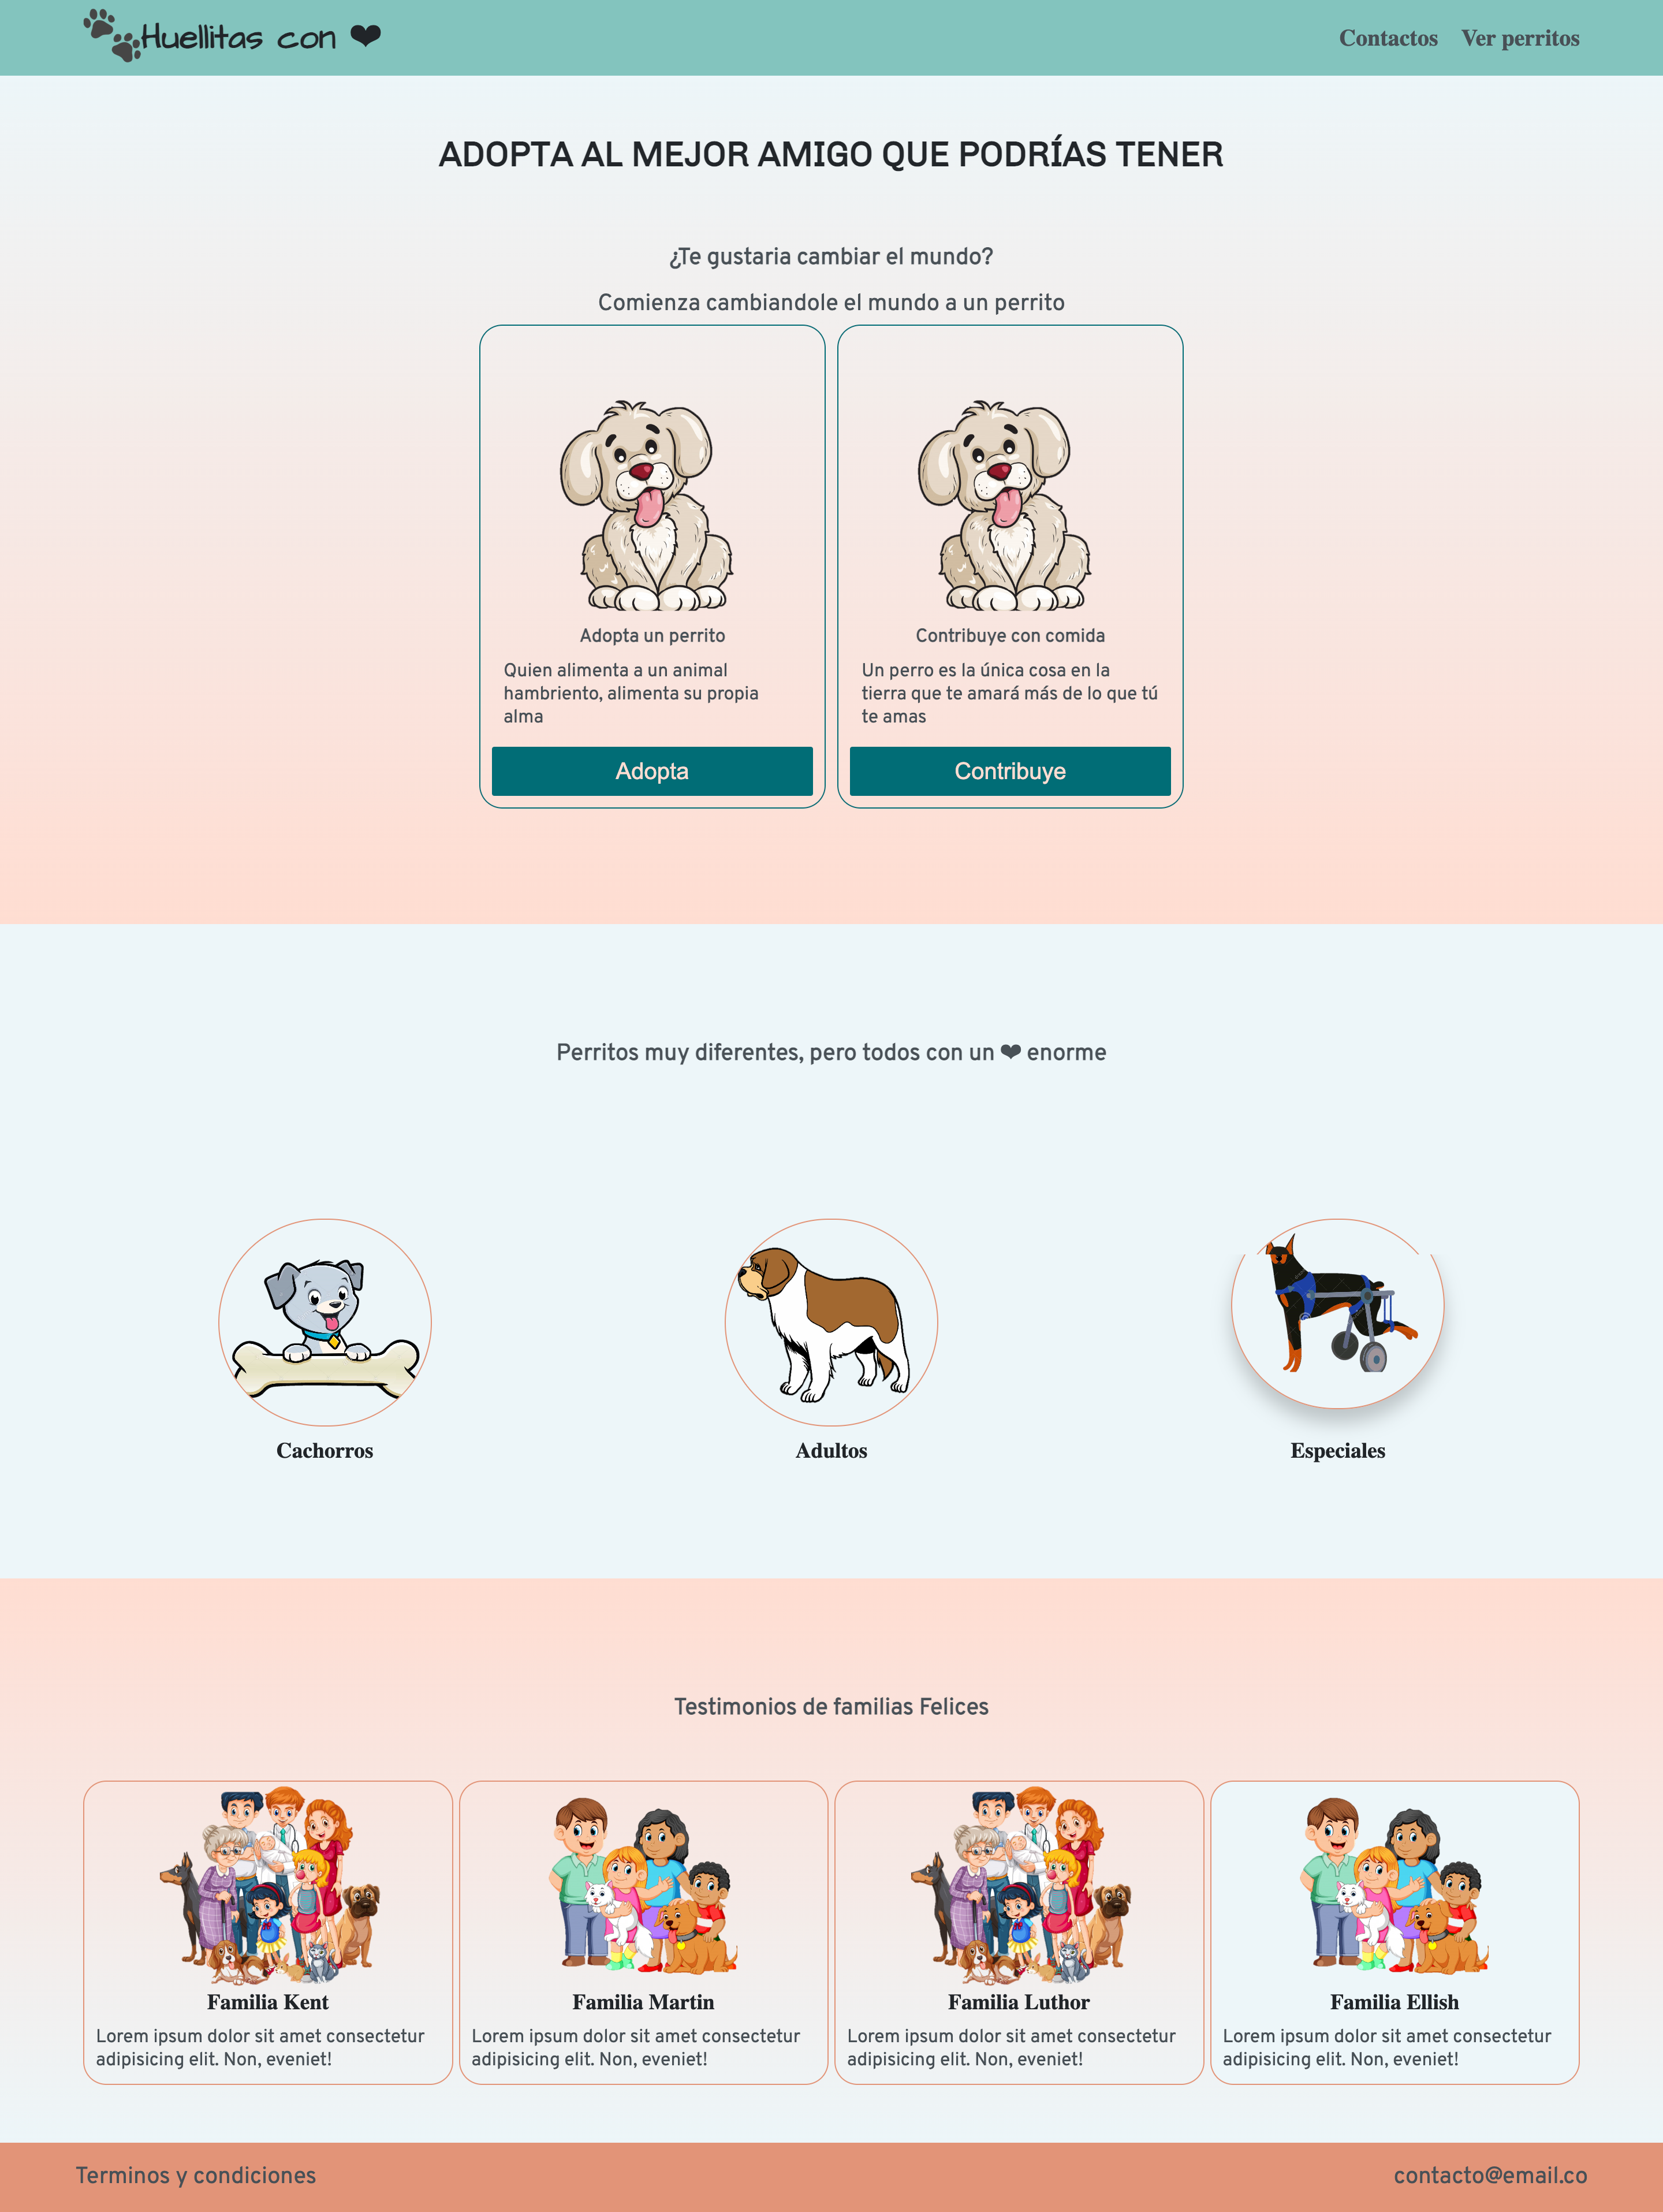 Huellitas con ❤
Contactos Ver perritos
ADOPTA AL MEJOR AMIGO QUE PODRÍAS TENER
¿Te gustaria cambiar el mundo?
Comienza cambiandole el mundo a un perrito
Adopta un perrito
Quien alimenta a un animal
hambriento, alimenta su propia
alma
Adopta
Contribuye con comida
Un perro es la única cosa en la
tierra que te amará más de lo que tú
te amas
Contribuye
Perritos muy diferentes, pero todos con un ❤ enorme
Cachorros
Adultos
Especiales
Testimonios de familias Felices
Familia Kent
Lorem ipsum dolor sit amet consectetur
adipisicing elit. Non, eveniet!
Familia Martin
Lorem ipsum dolor sit amet consectetur
adipisicing elit. Non, eveniet!
Familia Luthor
Lorem ipsum dolor sit amet consectetur
adipisicing elit. Non, eveniet!
Familia Ellish
Lorem ipsum dolor sit amet consectetur
adipisicing elit. Non, eveniet!
Terminos y condiciones
contacto@email.co